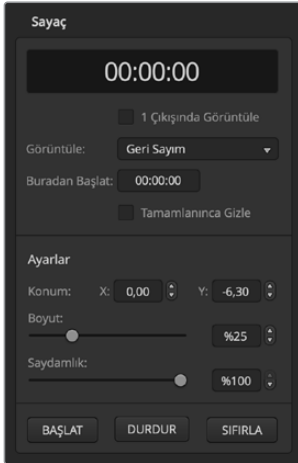 Sayaç
00:00:00
1 Çıkışında Görüntüle
Görüntüle: Geri Sayım
Buradan Başlat: 00:00:00
Tamamlanınca Gizle
Ayarlar
Konum: X: 0,00 Y: -6,30
Boyut:
%25
Saydamlık:
%100
BAŞLAT DURDUR SIFIRLA